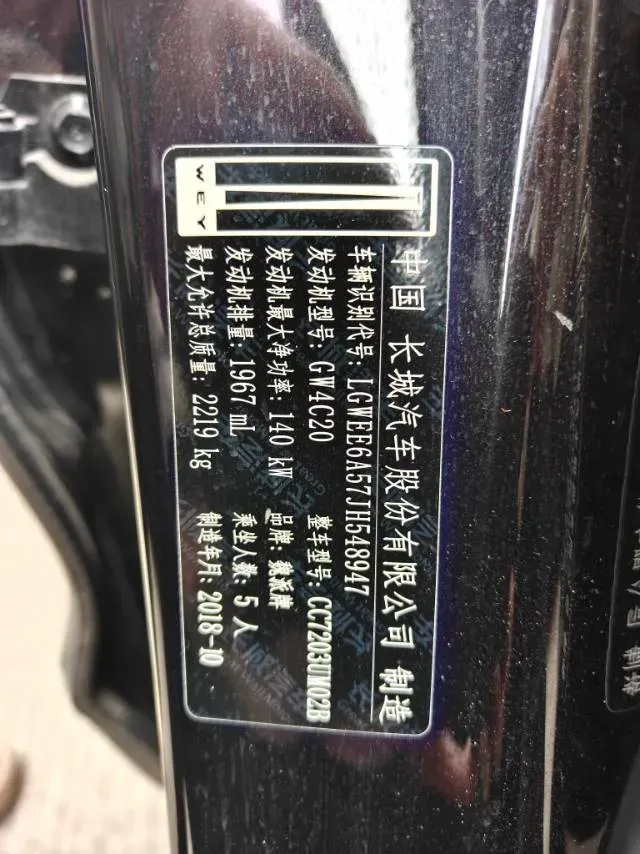 WEY
中国 长城汽车股份有限公司 制造
车辆识别代号: LGWEE6A57JH548947
发动机型号: GW4C20 整车型号: CC7203UM02B
发动机最大净功率: 140 kW 品牌: 魏派牌
发动机排量: 1967 mL 乘坐人数: 5 人
最大允许总质量: 2219 kg 制造年月: 2018-10